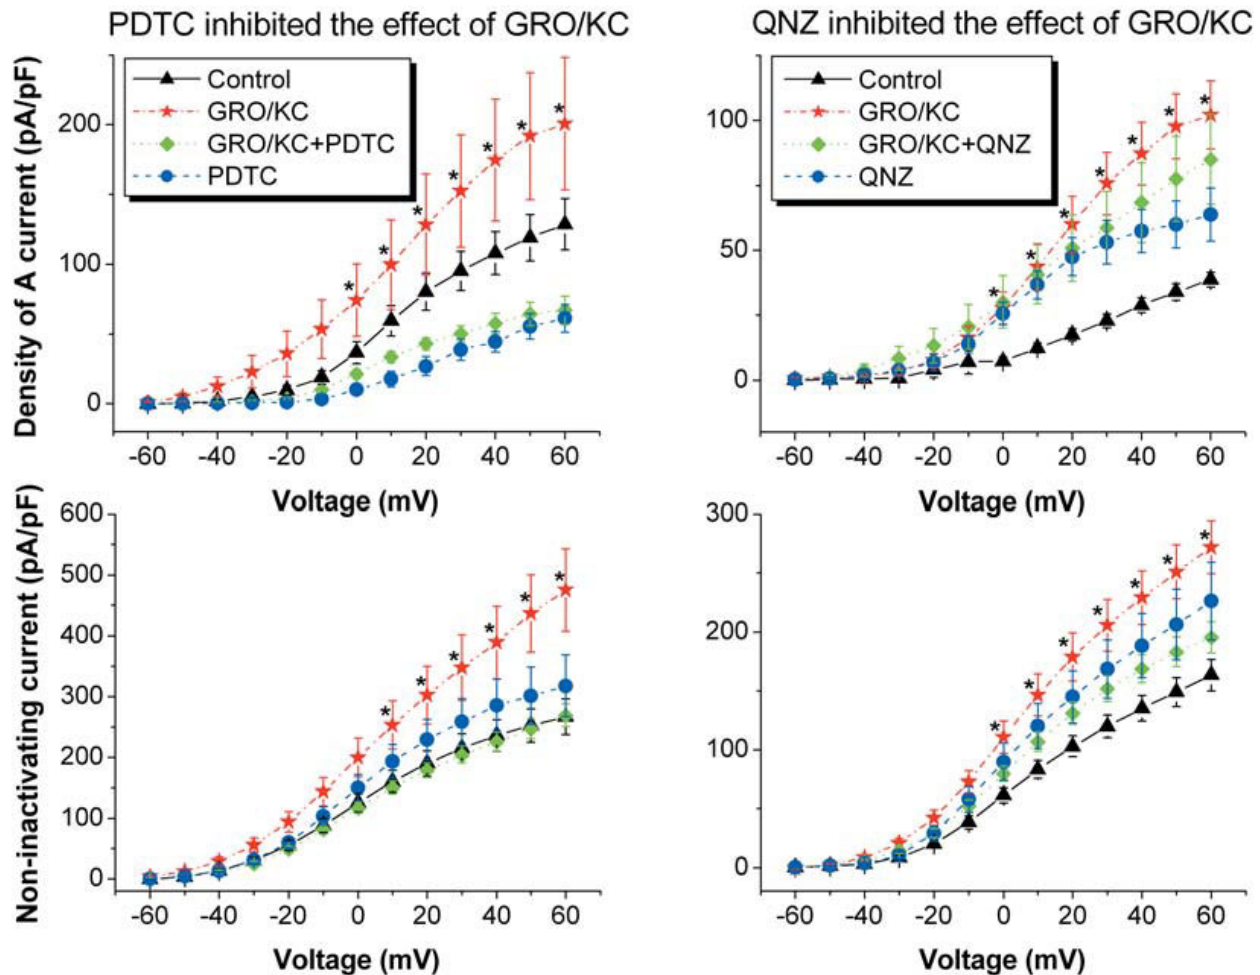 PDTC inhibited the effect of GRO/KC
QNZ inhibited the effect of GRO/KC
Density of A current (pA/pF)
200
100
0
Control
GRO/KC
GRO/KC+PDTC
PDTC
-60 -40 -20 0 20 40 60
Voltage (mV)
* * * * * * *
100
50
0
Control
GRO/KC
GRO/KC+QNZ
QNZ
-60 -40 -20 0 20 40 60
Voltage (mV)
* * * * * * *
Non-inactivating current (pA/pF)
600
500
400
300
200
100
0
-60 -40 -20 0 20 40 60
Voltage (mV)
* * * * * *
300
200
100
0
-60 -40 -20 0 20 40 60
Voltage (mV)
* * * * * * *